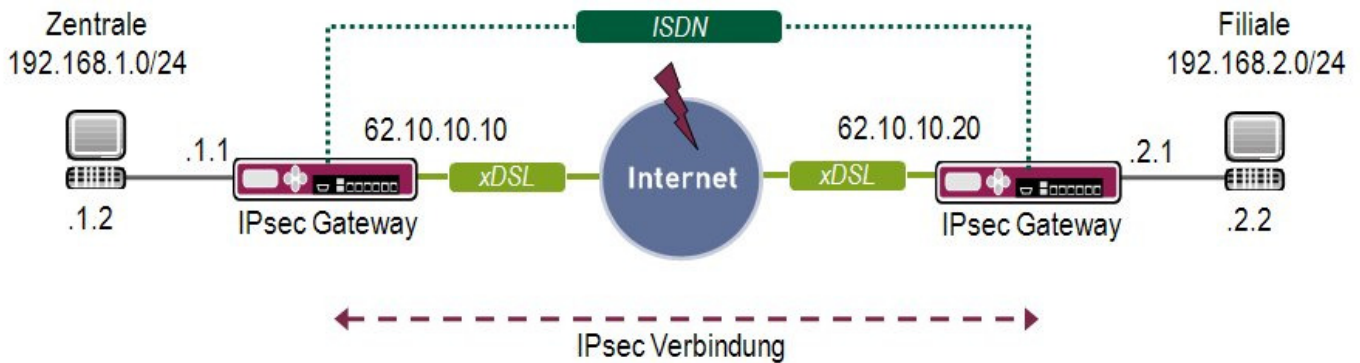 Zentrale
192.168.1.0/24
ISDN
Filiale
192.168.2.0/24
62.10.10.10
62.10.10.20
.1.1
.2.1
xDSL
Internet
xDSL
.1.2
IPsec Gateway
IPsec Gateway
.2.2
IPsec Verbindung